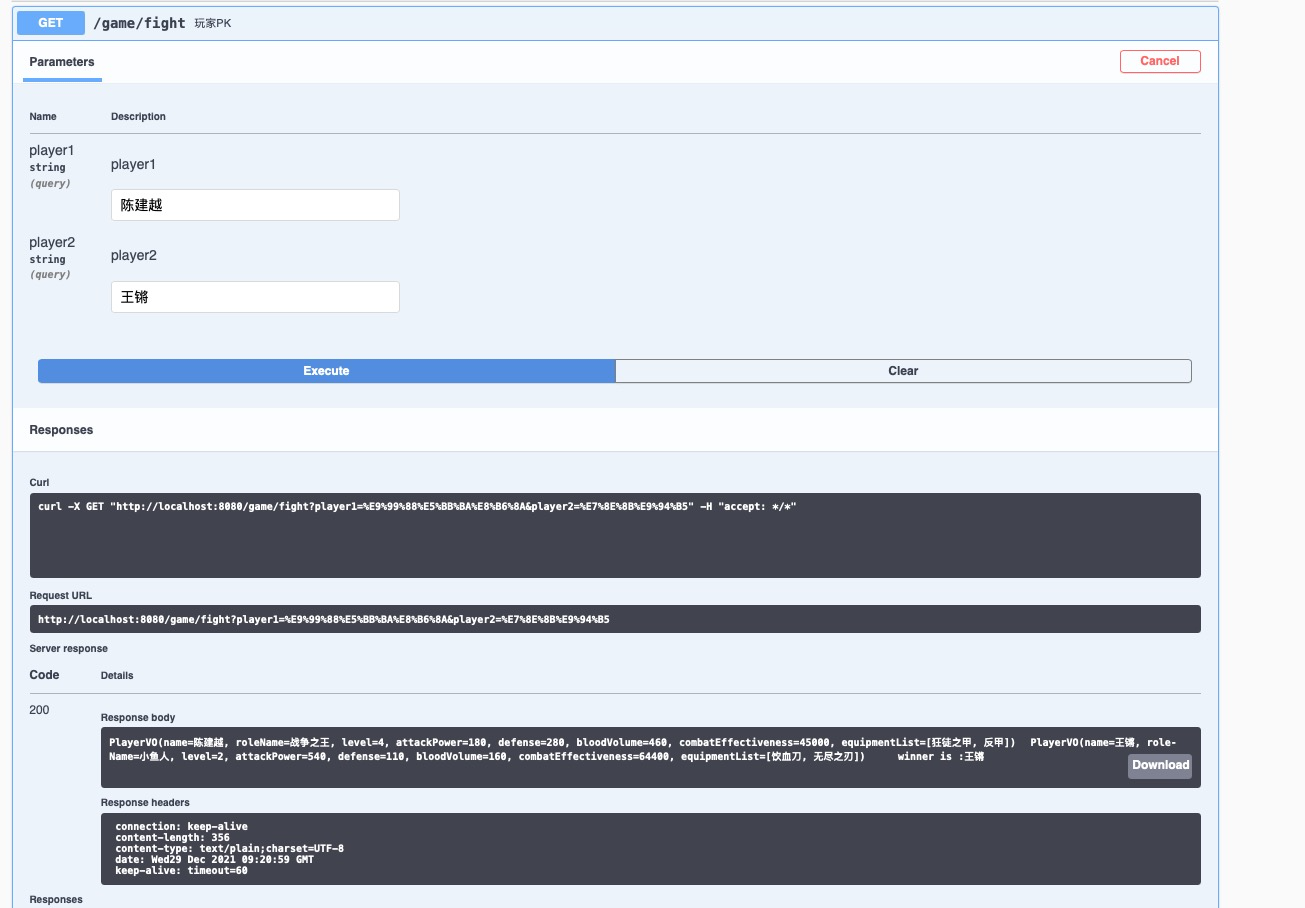 GET /game/fight 玩家PK
Parameters
Cancel
Name Description
player1
string
(query)
player1
陈建越
player2
string
(query)
player2
王锵
Execute
Clear
Responses
Curl
curl -X GET "http://localhost:8080/game/fight?player1=%E9%99%88%E5%BB%BA%E8%B6%8A&player2=%E7%8E%8B%E9%94%B5" -H "accept: */*"
Request URL
http://localhost:8080/game/fight?player1=%E9%99%88%E5%BB%BA%E8%B6%8A&player2=%E7%8E%8B%E9%94%B5
Server response
Code Details
200
Response body
PlayerVO(name=陈建越, roleName=战争之王, level=4, attackPower=180, defense=280, bloodVolume=460, combatEffectiveness=45000, equipmentList=[狂徒之甲, 反甲]) PlayerVO(name=王锵, role-
Name=小鱼人, level=2, attackPower=540, defense=110, bloodVolume=160, combatEffectiveness=64400, equipmentList=[饮血刀, 无尽之刃]) winner is :王锵
Download
Response headers
connection: keep-alive
content-length: 356
content-type: text/plain;charset=UTF-8
date: Wed29 Dec 2021 09:20:59 GMT
keep-alive: timeout=60
Responses